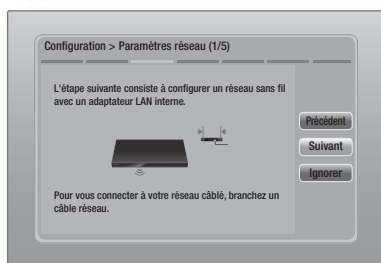 Configuration > Paramètres réseau (1/5)
L'étape suivante consiste à configurer un réseau sans fil
avec un adaptateur LAN interne.
Précédent
Suivant
Ignorer
Pour vous connecter à votre réseau câblé, branchez un
câble réseau.